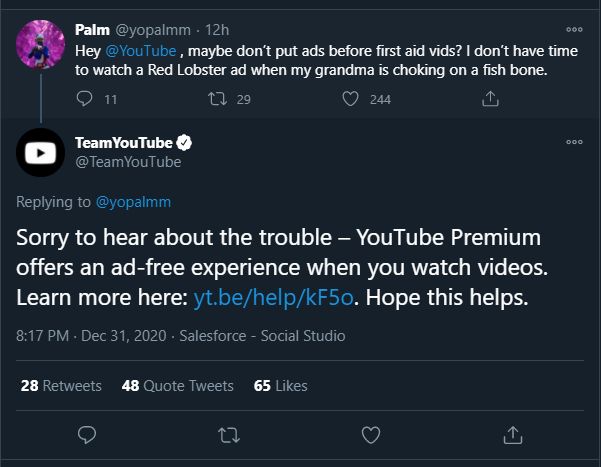 Palm @yopalmm · 12h
Hey @YouTube , maybe don't put ads before first aid vids? I don't have time
to watch a Red Lobster ad when my grandma is choking on a fish bone.
11 29 244
TeamYouTube
@TeamYouTube
Replying to @yopalmm
Sorry to hear about the trouble – YouTube Premium
offers an ad-free experience when you watch videos.
Learn more here: yt.be/help/kF5o. Hope this helps.
8:17 PM · Dec 31, 2020 · Salesforce - Social Studio
28 Retweets 48 Quote Tweets 65 Likes